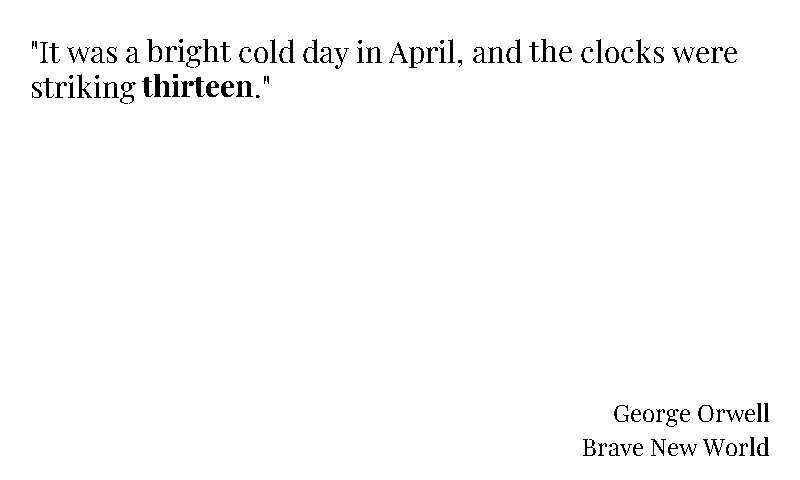 "It was a bright cold day in April, and the clocks were
striking thirteen."
George Orwell
Brave New World